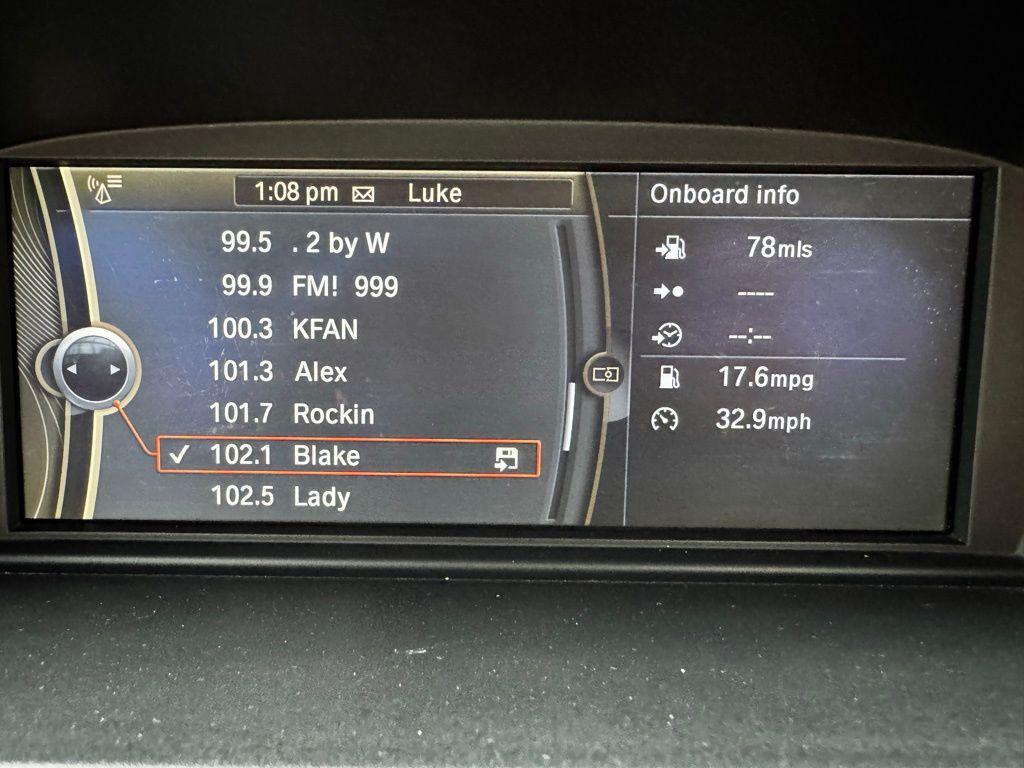 1:08 pm Luke
99.5 . 2 by W
99.9 FM! 999
100.3 KFAN
101.3 Alex
101.7 Rockin
102.1 Blake
102.5 Lady
Onboard info
78mls
----
--:--
17.6mpg
32.9mph